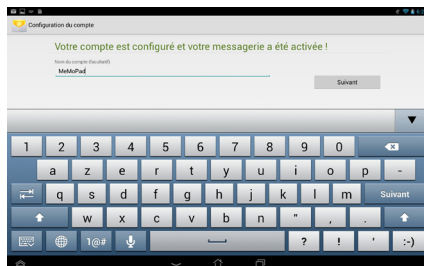 Configuration du compte
Votre compte est configuré et votre messagerie a été activée !
Nom du compte (facultatif)
MeMoPad
Suivant
1 2 3 4 5 6 7 8 9 0
a z e r t y u i o p -
q s d f g h j k l m Suivant
w x c v b n " , .
1@# ? ! ' :-)